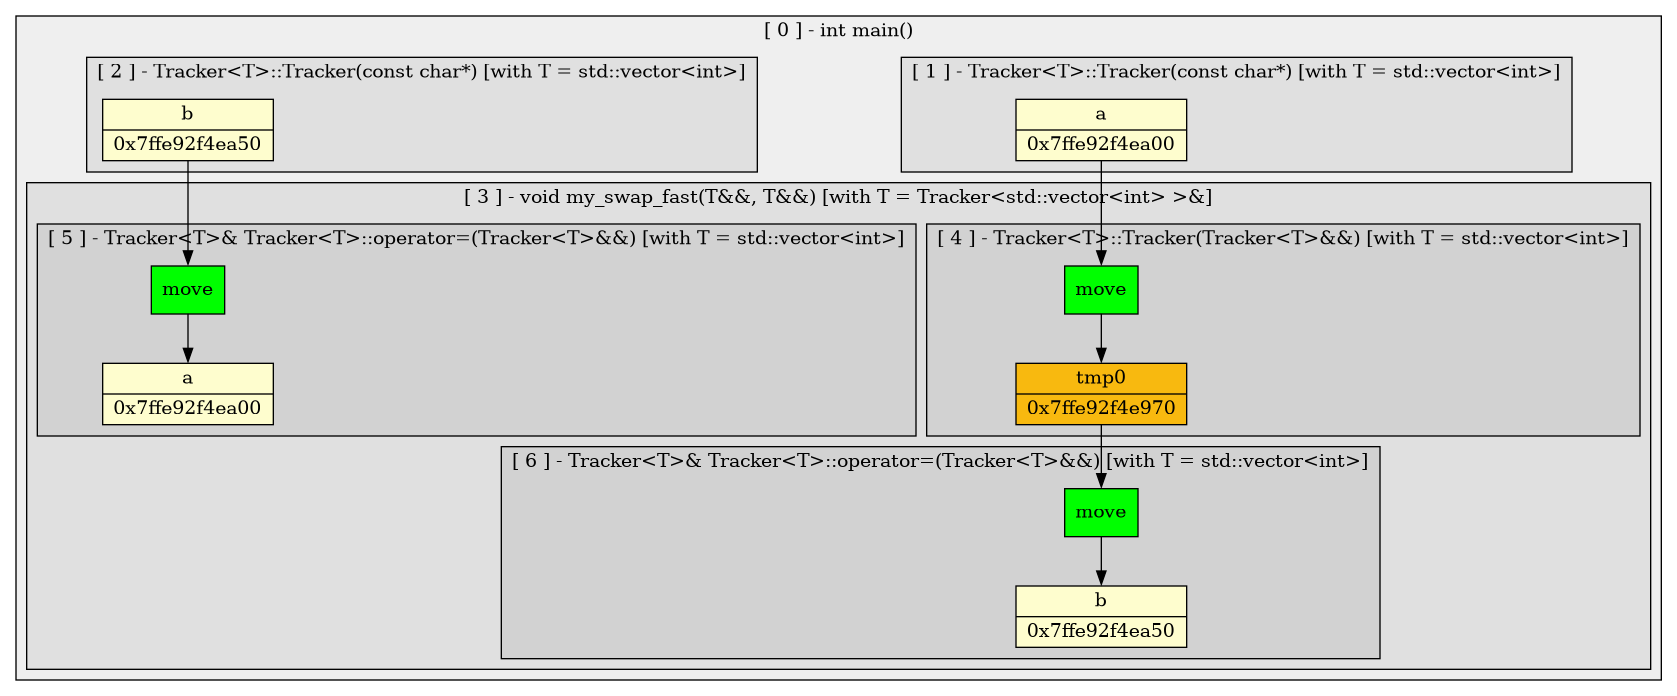 [ 0 ] - int main()
[ 2 ] - Tracker<T>::Tracker(const char*) [with T = std::vector<int>]
b
0x7ffe92f4ea50
[ 1 ] - Tracker<T>::Tracker(const char*) [with T = std::vector<int>]
a
0x7ffe92f4ea00
[ 3 ] - void my_swap_fast(T&&, T&&) [with T = Tracker<std::vector<int> >&]
[ 5 ] - Tracker<T>& Tracker<T>::operator=(Tracker<T>&&) [with T = std::vector<int>]
move
a
0x7ffe92f4ea00
[ 4 ] - Tracker<T>::Tracker(Tracker<T>&&) [with T = std::vector<int>]
move
tmp0
0x7ffe92f4e970
[ 6 ] - Tracker<T>& Tracker<T>::operator=(Tracker<T>&&) [with T = std::vector<int>]
move
b
0x7ffe92f4ea50